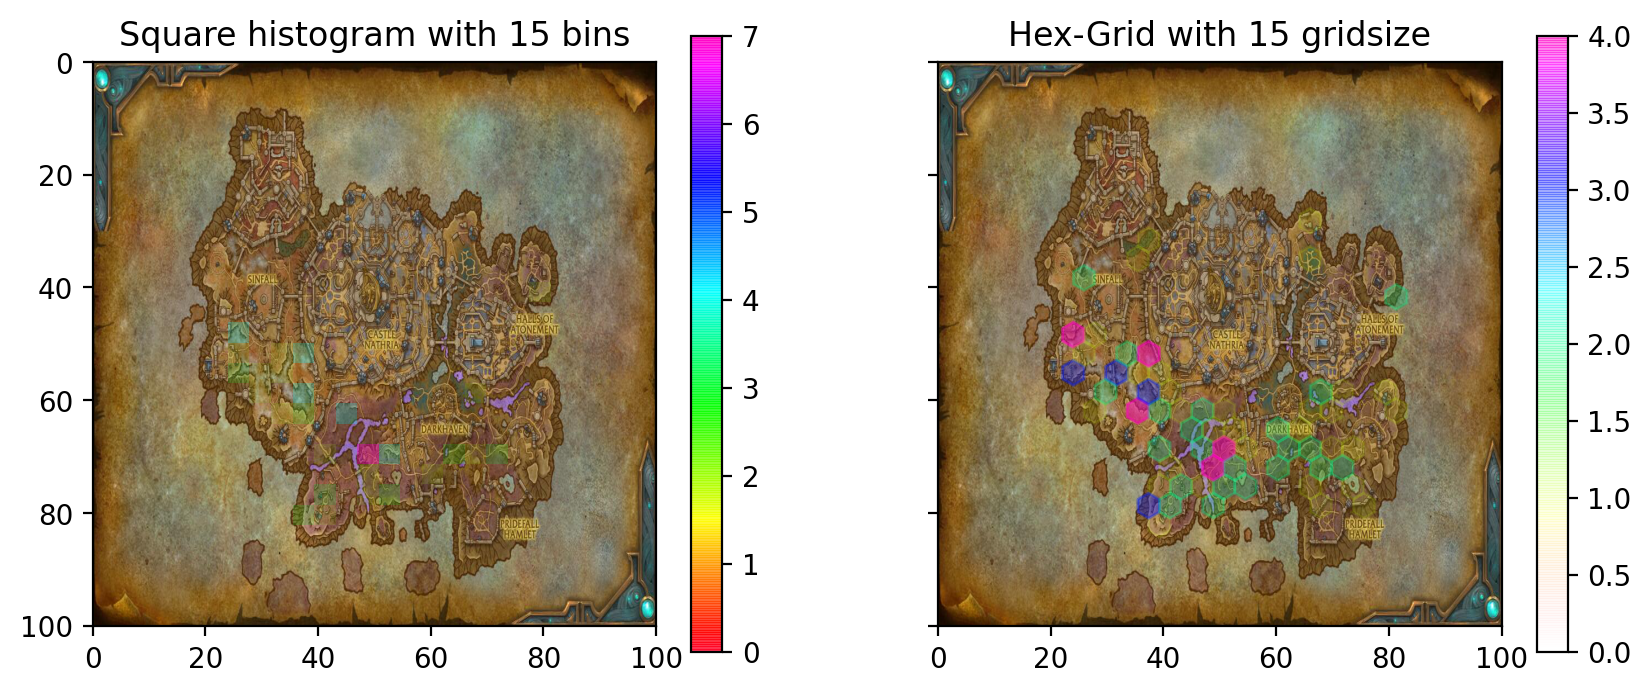 Square histogram with 15 bins
0
20
40
60
80
100
0
20
40
60
80
100
SINFALL
CASTLE
NATHRIA
HALLS OF
ATONEMENT
DARKHAVEN
PRIDEFALL
HAMLET
7
6
5
4
3
2
1
0
Hex-Grid with 15 gridsize
0
20
40
60
80
100
SINFALL
CASTLE
NATHRIA
HALLS OF
ATONEMENT
DARKHAVEN
PRIDEFALL
HAMLET
4.0
3.5
3.0
2.5
2.0
1.5
1.0
0.5
0.0